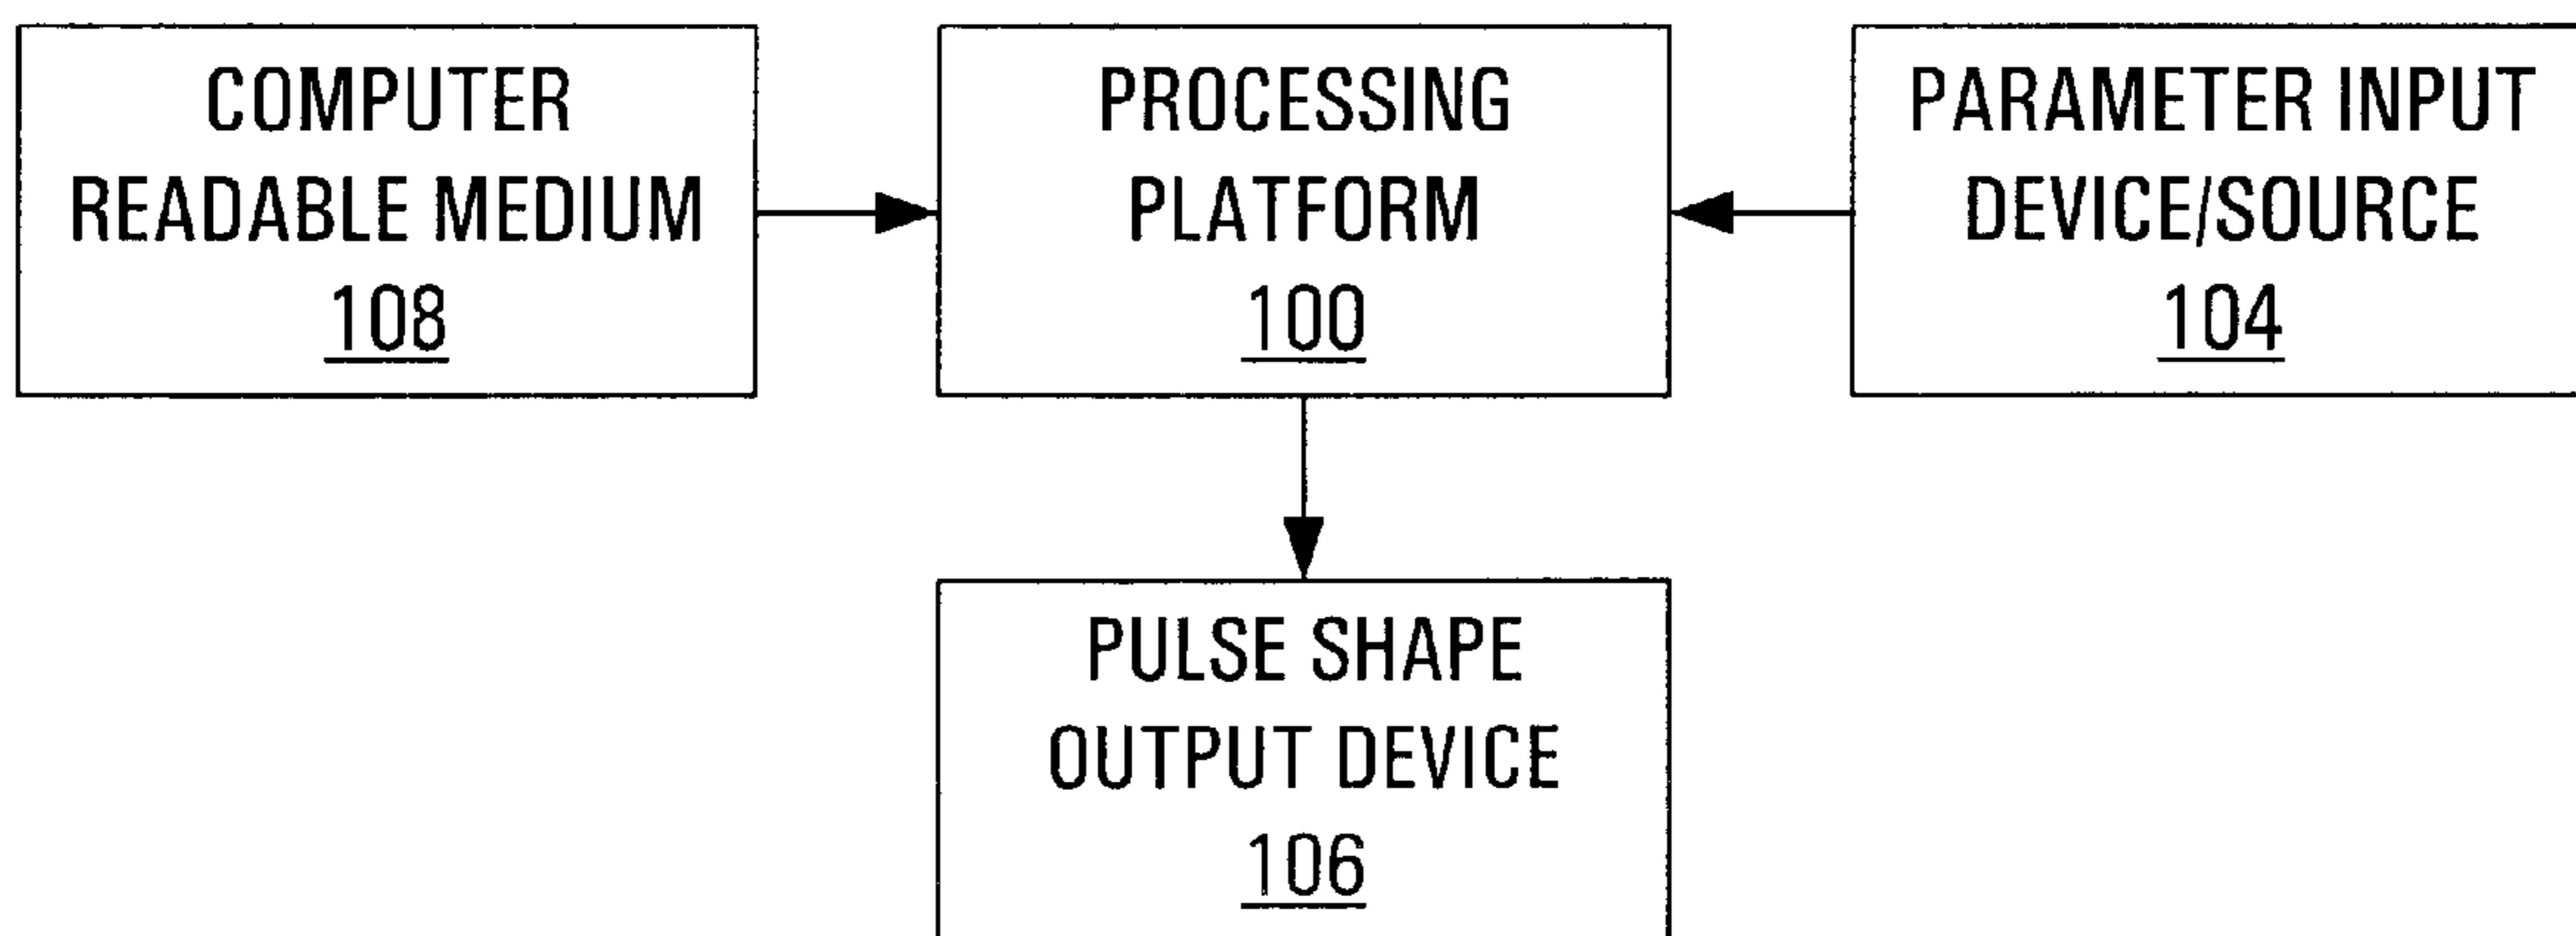 COMPUTER
READABLE MEDIUM
108
PROCESSING
PLATFORM
100
PARAMETER INPUT
DEVICE/SOURCE
104
PULSE SHAPE
OUTPUT DEVICE
106